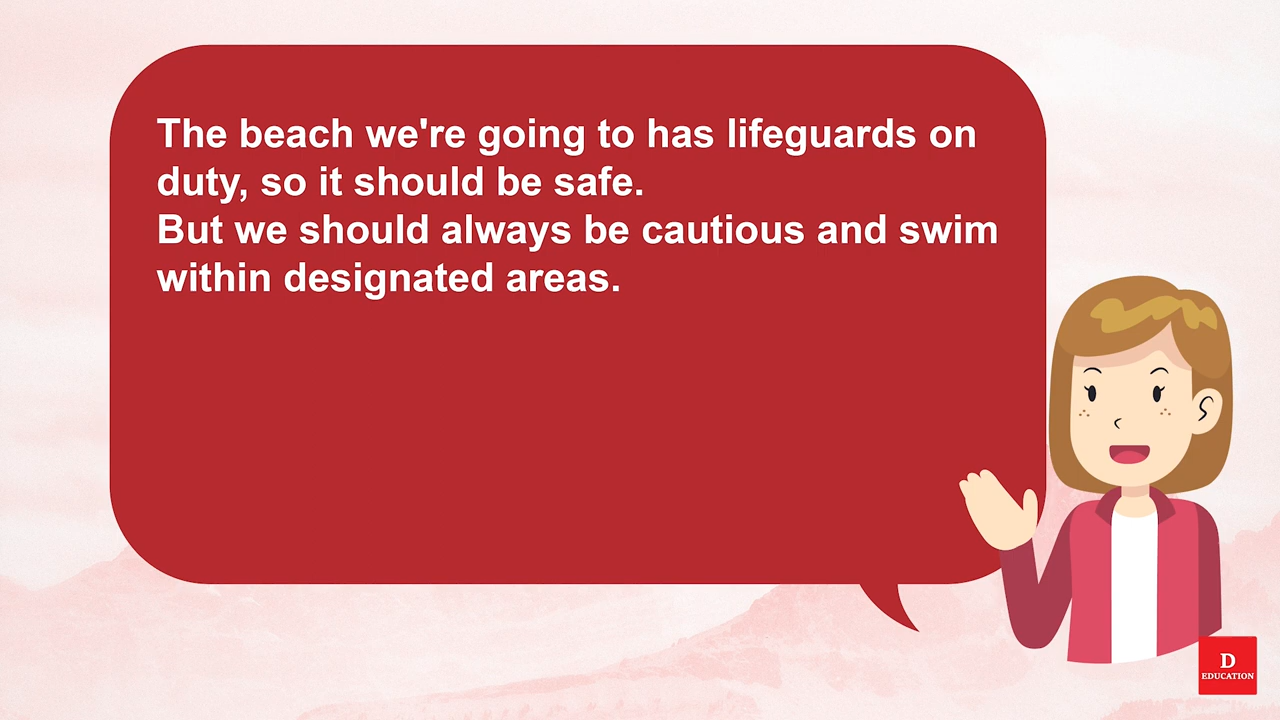 The beach we're going to has lifeguards on
duty, so it should be safe.
But we should always be cautious and swim
within designated areas.
D
EDUCATION